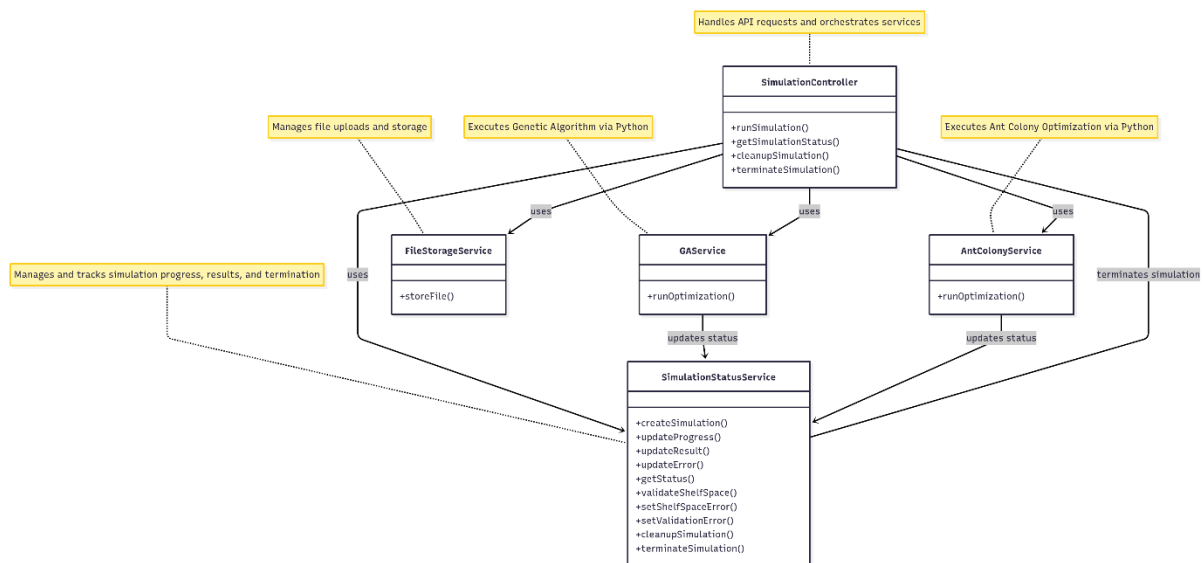 Handles API requests and orchestrates services
SimulationController
+runSimulation()
+getSimulationStatus()
+cleanupSimulation()
+terminateSimulation()
Manages file uploads and storage
Executes Genetic Algorithm via Python
Executes Ant Colony Optimization via Python
uses
uses
uses
FileStorageService
+storeFile()
GAService
+runOptimization()
AntColonyService
+runOptimization()
Manages and tracks simulation progress, results, and termination
uses
terminates simulation
updates status
updates status
SimulationStatusService
+createSimulation()
+updateProgress()
+updateResult()
+updateError()
+getStatus()
+validateShelfSpace()
+setShelfSpaceError()
+setValidationError()
+cleanupSimulation()
+terminateSimulation()